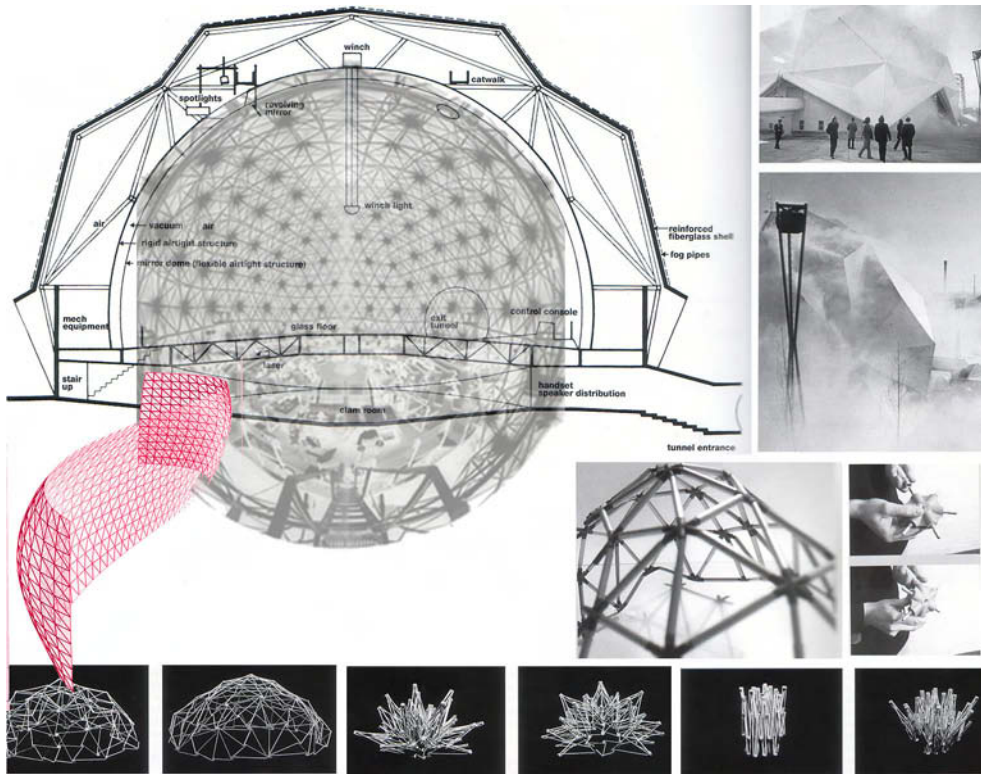 winch
catwalk
spotlights
revolving
mirror
winch light
air
vacuum
air
reinforced
fiberglass shell
rigid airtight structure
fog pipes
mirror dome (flexible airtight structure)
mech
equipment
exit
tunnel
control console
glass floor
laser
stair
up
handset
speaker distribution
clam room
tunnel entrance